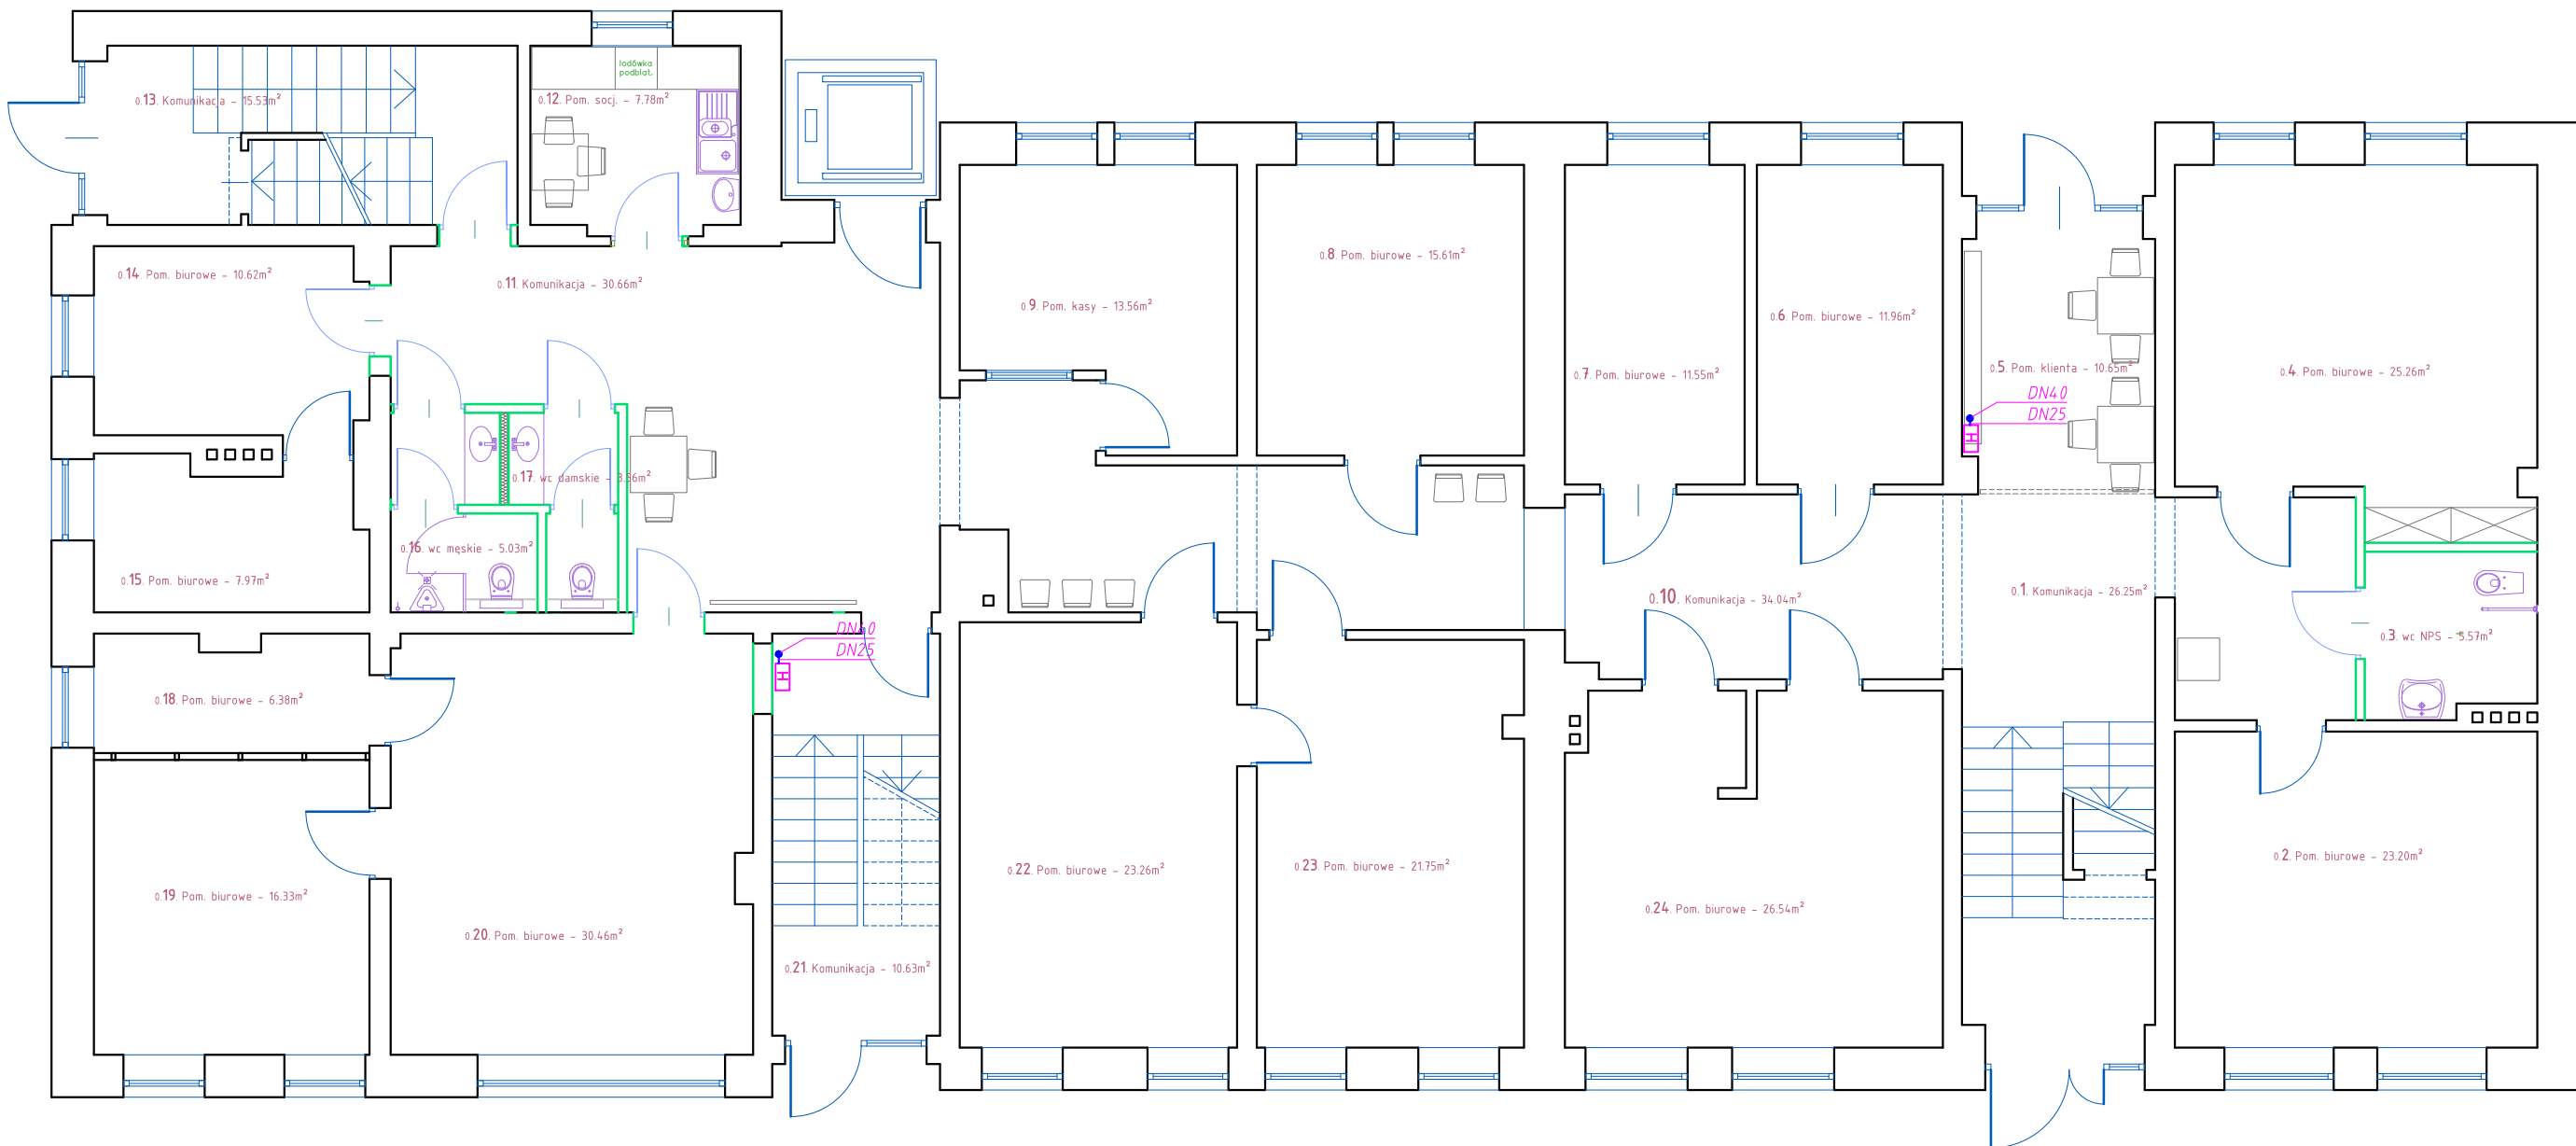 lodówka
podblat.
0.13. Komunikacja - 15.53m²
0.12. Pom. socj. - 7.78m²
0.14. Pom. biurowe - 10.62m²
0.11. Komunikacja - 30.66m²
0.9. Pom. kasy - 13.56m²
0.8. Pom. biurowe - 15.61m²
0.7. Pom. biurowe - 11.55m²
0.6. Pom. biurowe - 11.96m²
0.5. Pom. klienta - 10.65m²
DN40
DN25
H
0.4. Pom. biurowe - 25.26m²
0.17. wc damskie - 3.86m²
0.16. wc męskie - 5.03m²
0.15. Pom. biurowe - 7.97m²
0.10. Komunikacja - 34.04m²
0.1. Komunikacja - 26.25m²
0.3. wc NPS - 5.57m²
DN40
DN25
H
0.18. Pom. biurowe - 6.38m²
0.19. Pom. biurowe - 16.33m²
0.20. Pom. biurowe - 30.46m²
0.21. Komunikacja - 10.63m²
0.22. Pom. biurowe - 23.26m²
0.23. Pom. biurowe - 21.75m²
0.24. Pom. biurowe - 26.54m²
0.2. Pom. biurowe - 23.20m²